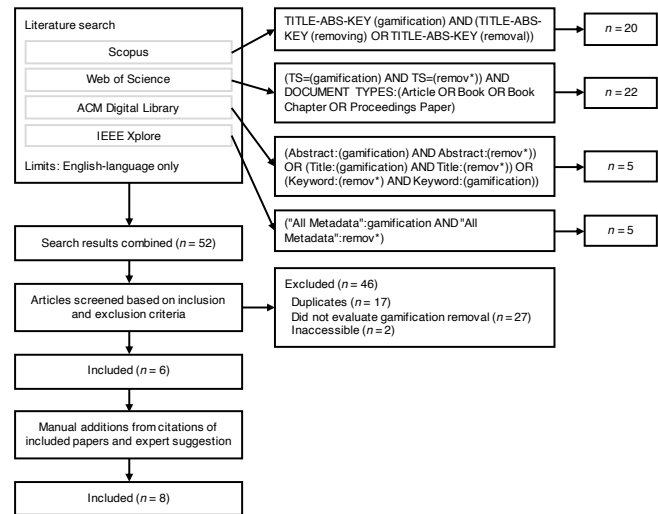 Literature search
Scopus
Web of Science
ACM Digital Library
IEEE Xplore
Limits: English-language only
TITLE-ABS-KEY (gamification) AND (TITLE-ABS-
KEY (removing) OR TITLE-ABS-KEY (removal))
n = 20
(TS=(gamification) AND TS=(remov*)) AND
DOCUMENT TYPES:(Article OR Book OR Book
Chapter OR Proceedings Paper)
n = 22
(Abstract:(gamification) AND Abstract:(remov*))
OR (Title:(gamification) AND Title:(remov*)) OR
(Keyword:(remov*) AND Keyword:(gamification))
n = 5
("All Metadata":gamification AND "All
Metadata":remov*)
n = 5
Search results combined (n = 52)
Articles screened based on inclusion
and exclusion criteria
Excluded (n = 46)
Duplicates (n = 17)
Did not evaluate gamification removal (n = 27)
Inaccessible (n = 2)
Included (n = 6)
Manual additions from citations of
included papers and expert suggestion
Included (n = 8)